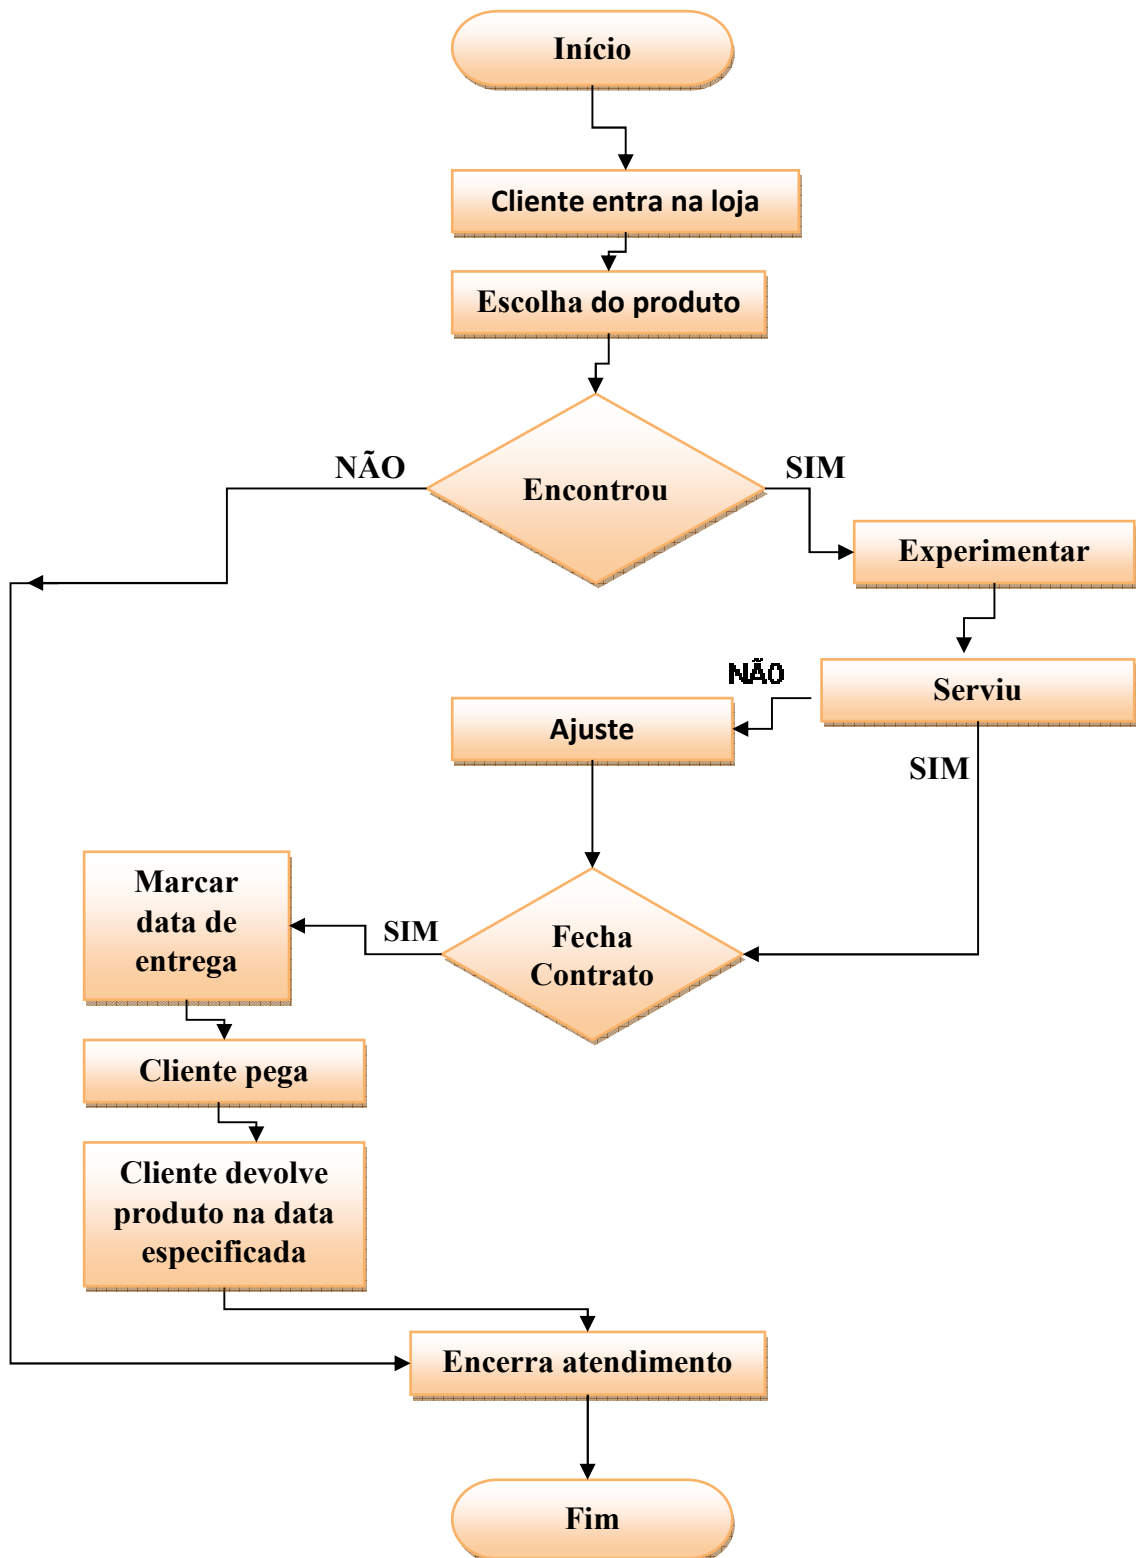 Início
Cliente entra na loja
Escolha do produto
NÃO
SIM
Encontrou
Experimentar
NÃO
Serviu
Ajuste
SIM
Marcar
data de
entrega
SIM
Fecha
Contrato
Cliente pega
Cliente devolve
produto na data
especificada
Encerra atendimento
Fim